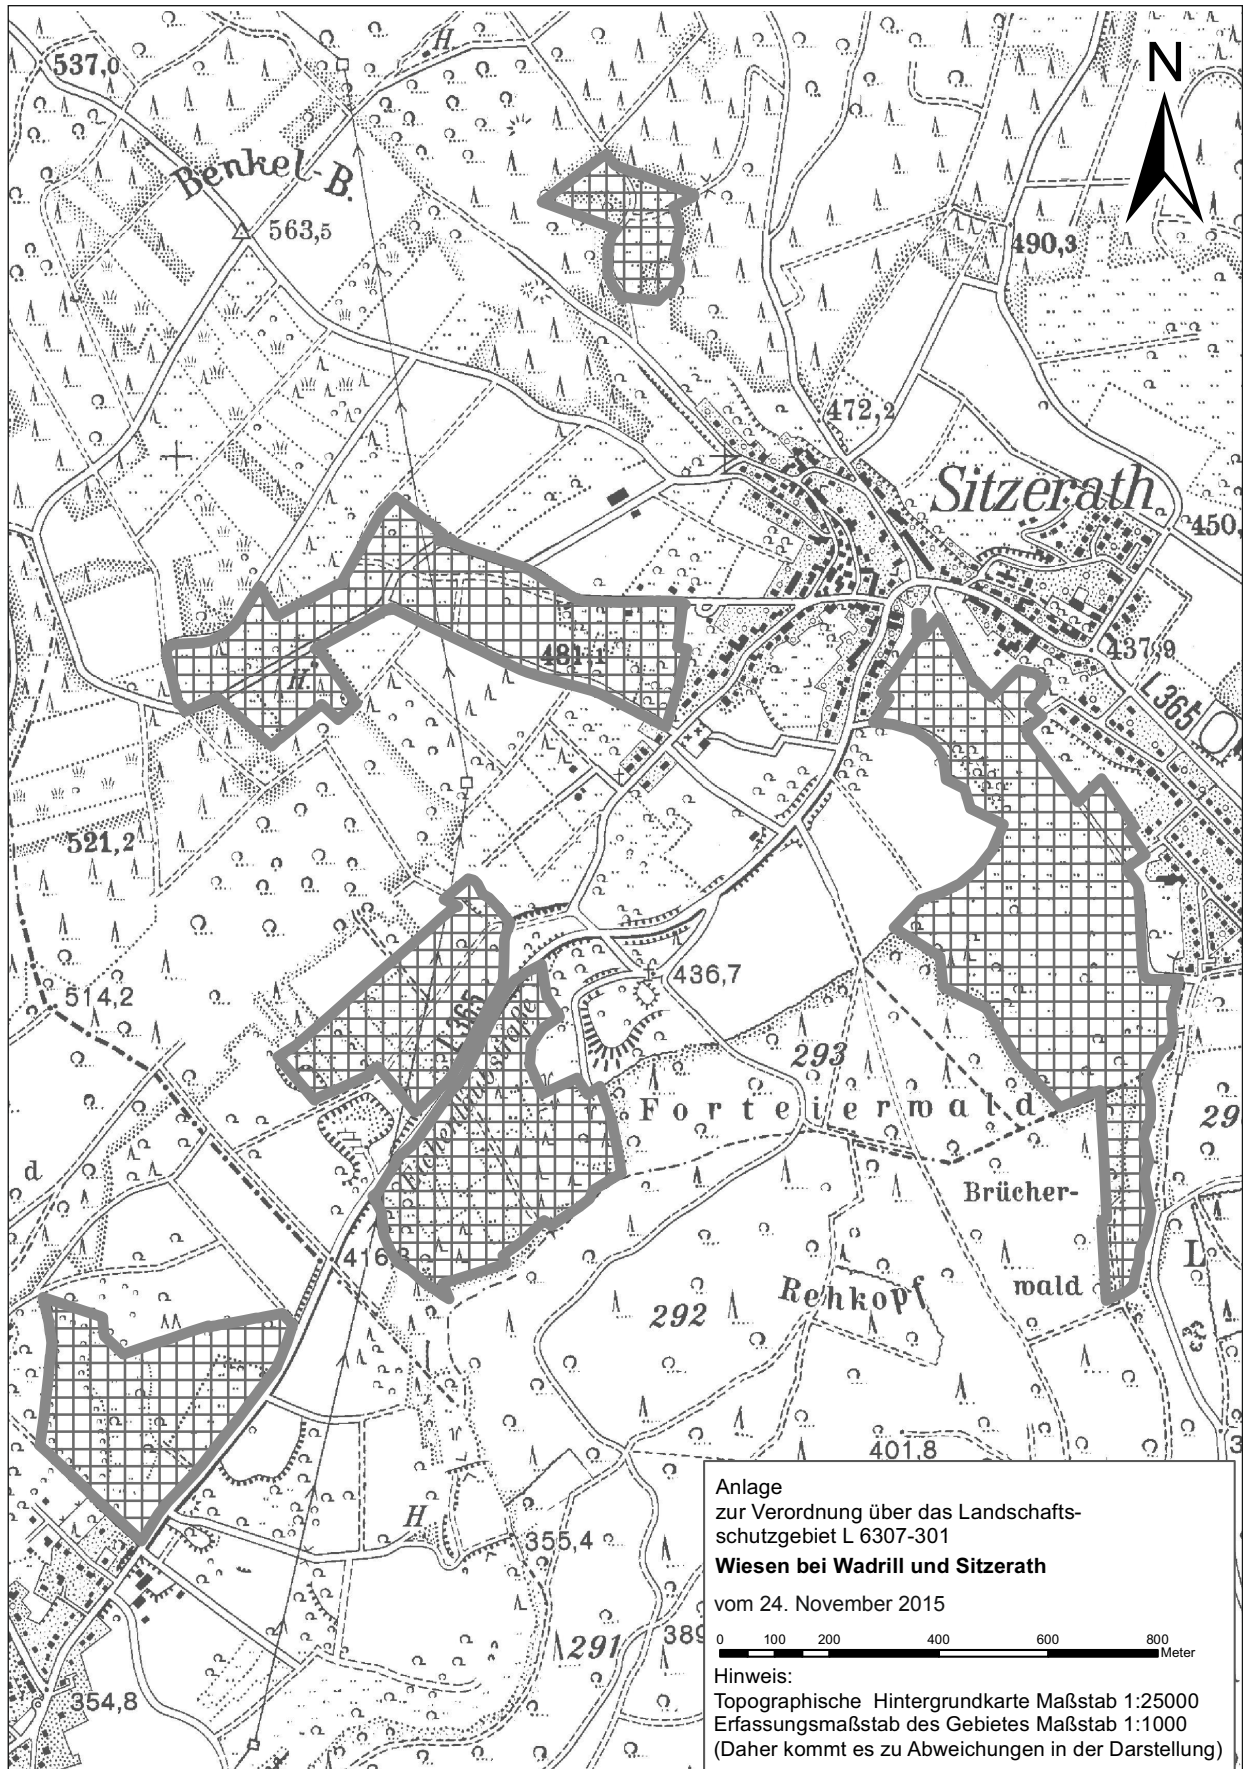 537,0
H
N
Benkel-B.
563,5
490,3
472,2
Sitzerath
450,
481,1
H
437,9
L365
521,2
436,7
514,2
L365
293
Forteierwald
29
d
Brücher-
416,3
L
Rehkopf
wald
292
401,8
H
355,4
291
389
354,8
Anlage
zur Verordnung über das Landschafts-
schutzgebiet L 6307-301
Wiesen bei Wadrill und Sitzerath
vom 24. November 2015
0 100 200 400 600 800
Meter
Hinweis:
Topographische Hintergrundkarte Maßstab 1:25000
Erfassungsmaßstab des Gebietes Maßstab 1:1000
(Daher kommt es zu Abweichungen in der Darstellung)